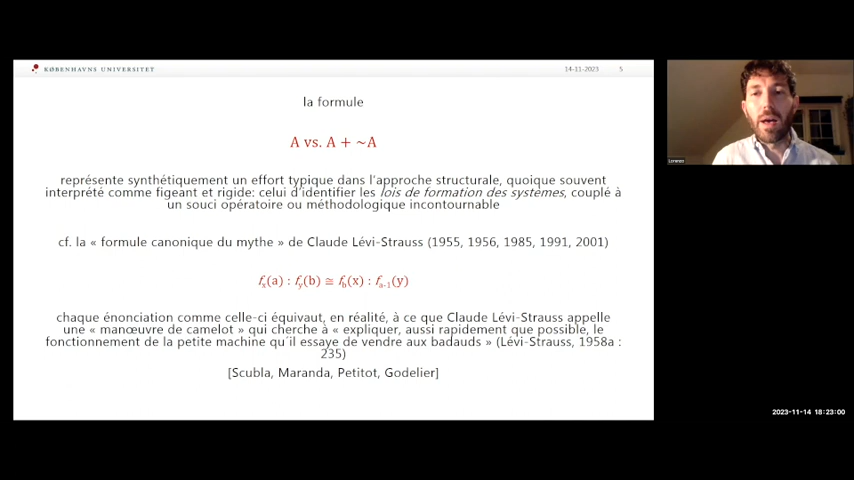 KØBENHAVNS UNIVERSITET
14-11-2023 5
la formule
A vs. A + ~A
représente synthétiquement un effort typique dans l'approche structurale, quoique souvent
interprété comme figeant et rigide: celui d'identifier les lois de formation des systèmes, couplé à
un souci opératoire ou méthodologique incontournable
cf. la « formule canonique du mythe » de Claude Lévi-Strauss (1955, 1956, 1985, 1991, 2001)
fx(a) : fy(b) ≅ fb(x) : fa-1(y)
chaque énonciation comme celle-ci équivaut, en réalité, à ce que Claude Lévi-Strauss appelle
une « manœuvre de camelot » qui cherche à « expliquer, aussi rapidement que possible, le
fonctionnement de la petite machine qu´il essaye de vendre aux badauds » (Lévi-Strauss, 1958a :
235)
[Scubla, Maranda, Petitot, Godelier]
Lorenzo
2023-11-14 18:23:00